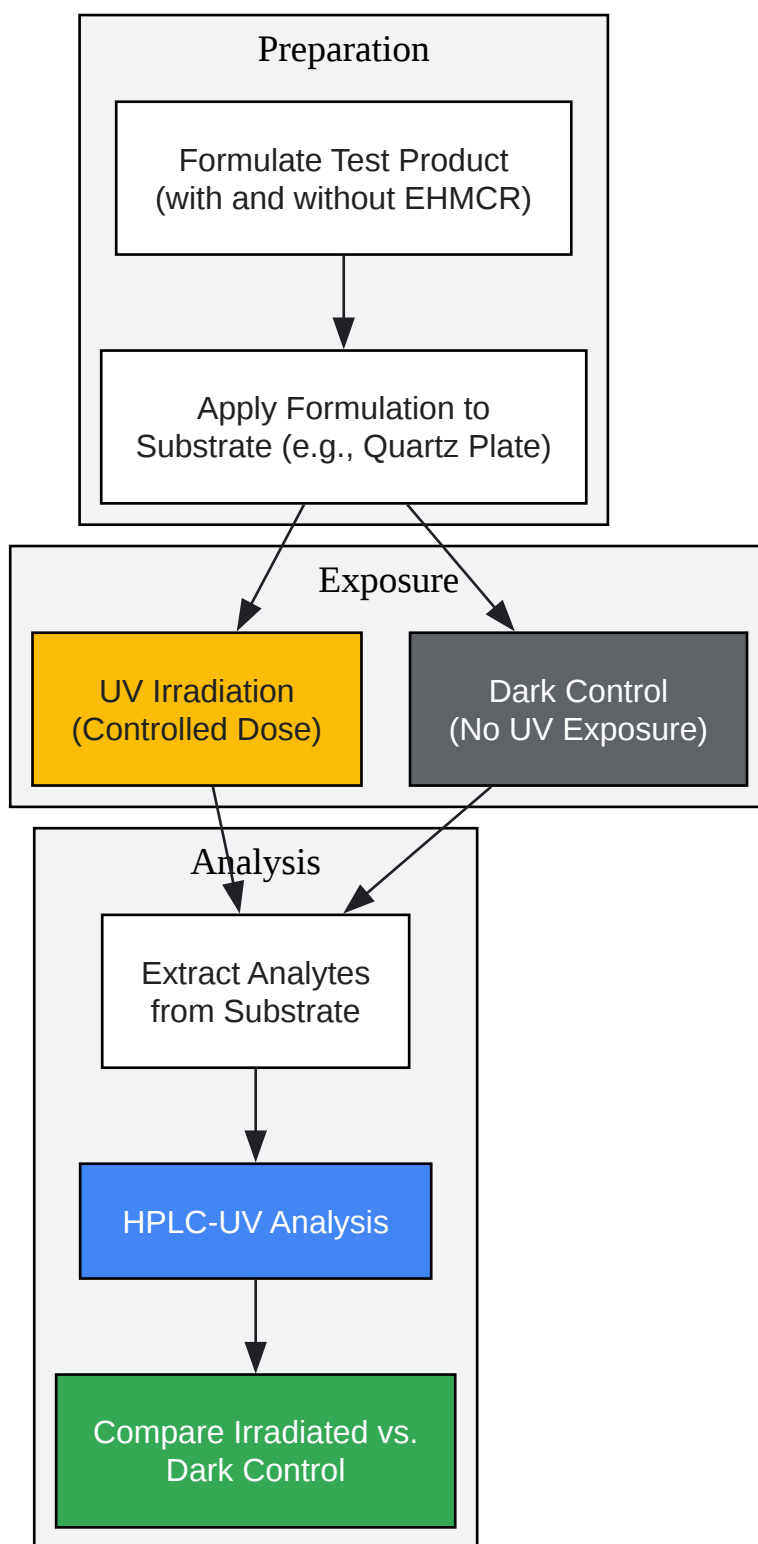 Preparation
Formulate Test Product
(with and without EHMCR)
Apply Formulation to
Substrate (e.g., Quartz Plate)
Exposure
UV Irradiation
(Controlled Dose)
Dark Control
(No UV Exposure)
Analysis
Extract Analytes
from Substrate
HPLC-UV Analysis
Compare Irradiated vs.
Dark Control